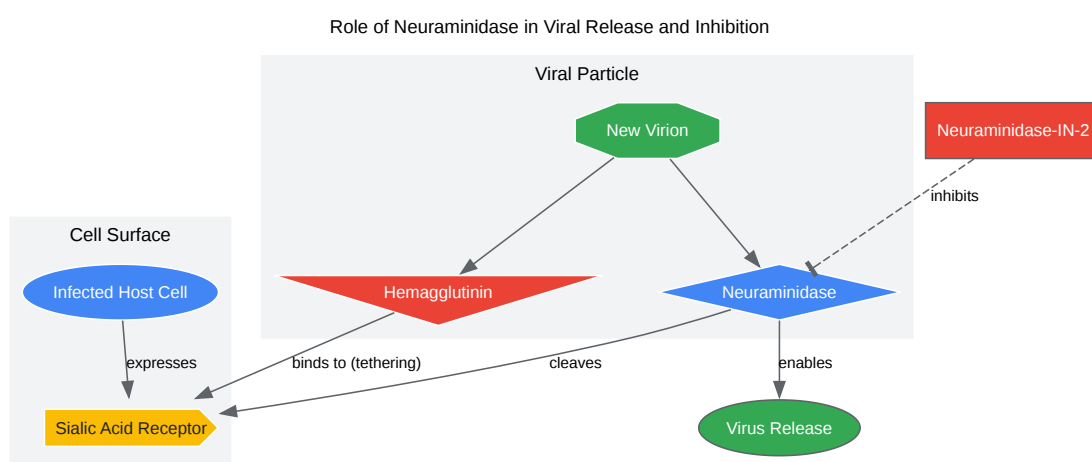 Role of Neuraminidase in Viral Release and Inhibition
Viral Particle
New Virion
Neuraminidase-IN-2
inhibits
Cell Surface
Infected Host Cell
Hemagglutinin
Neuraminidase
expresses
binds to (tethering)
cleaves
enables
Sialic Acid Receptor
Virus Release